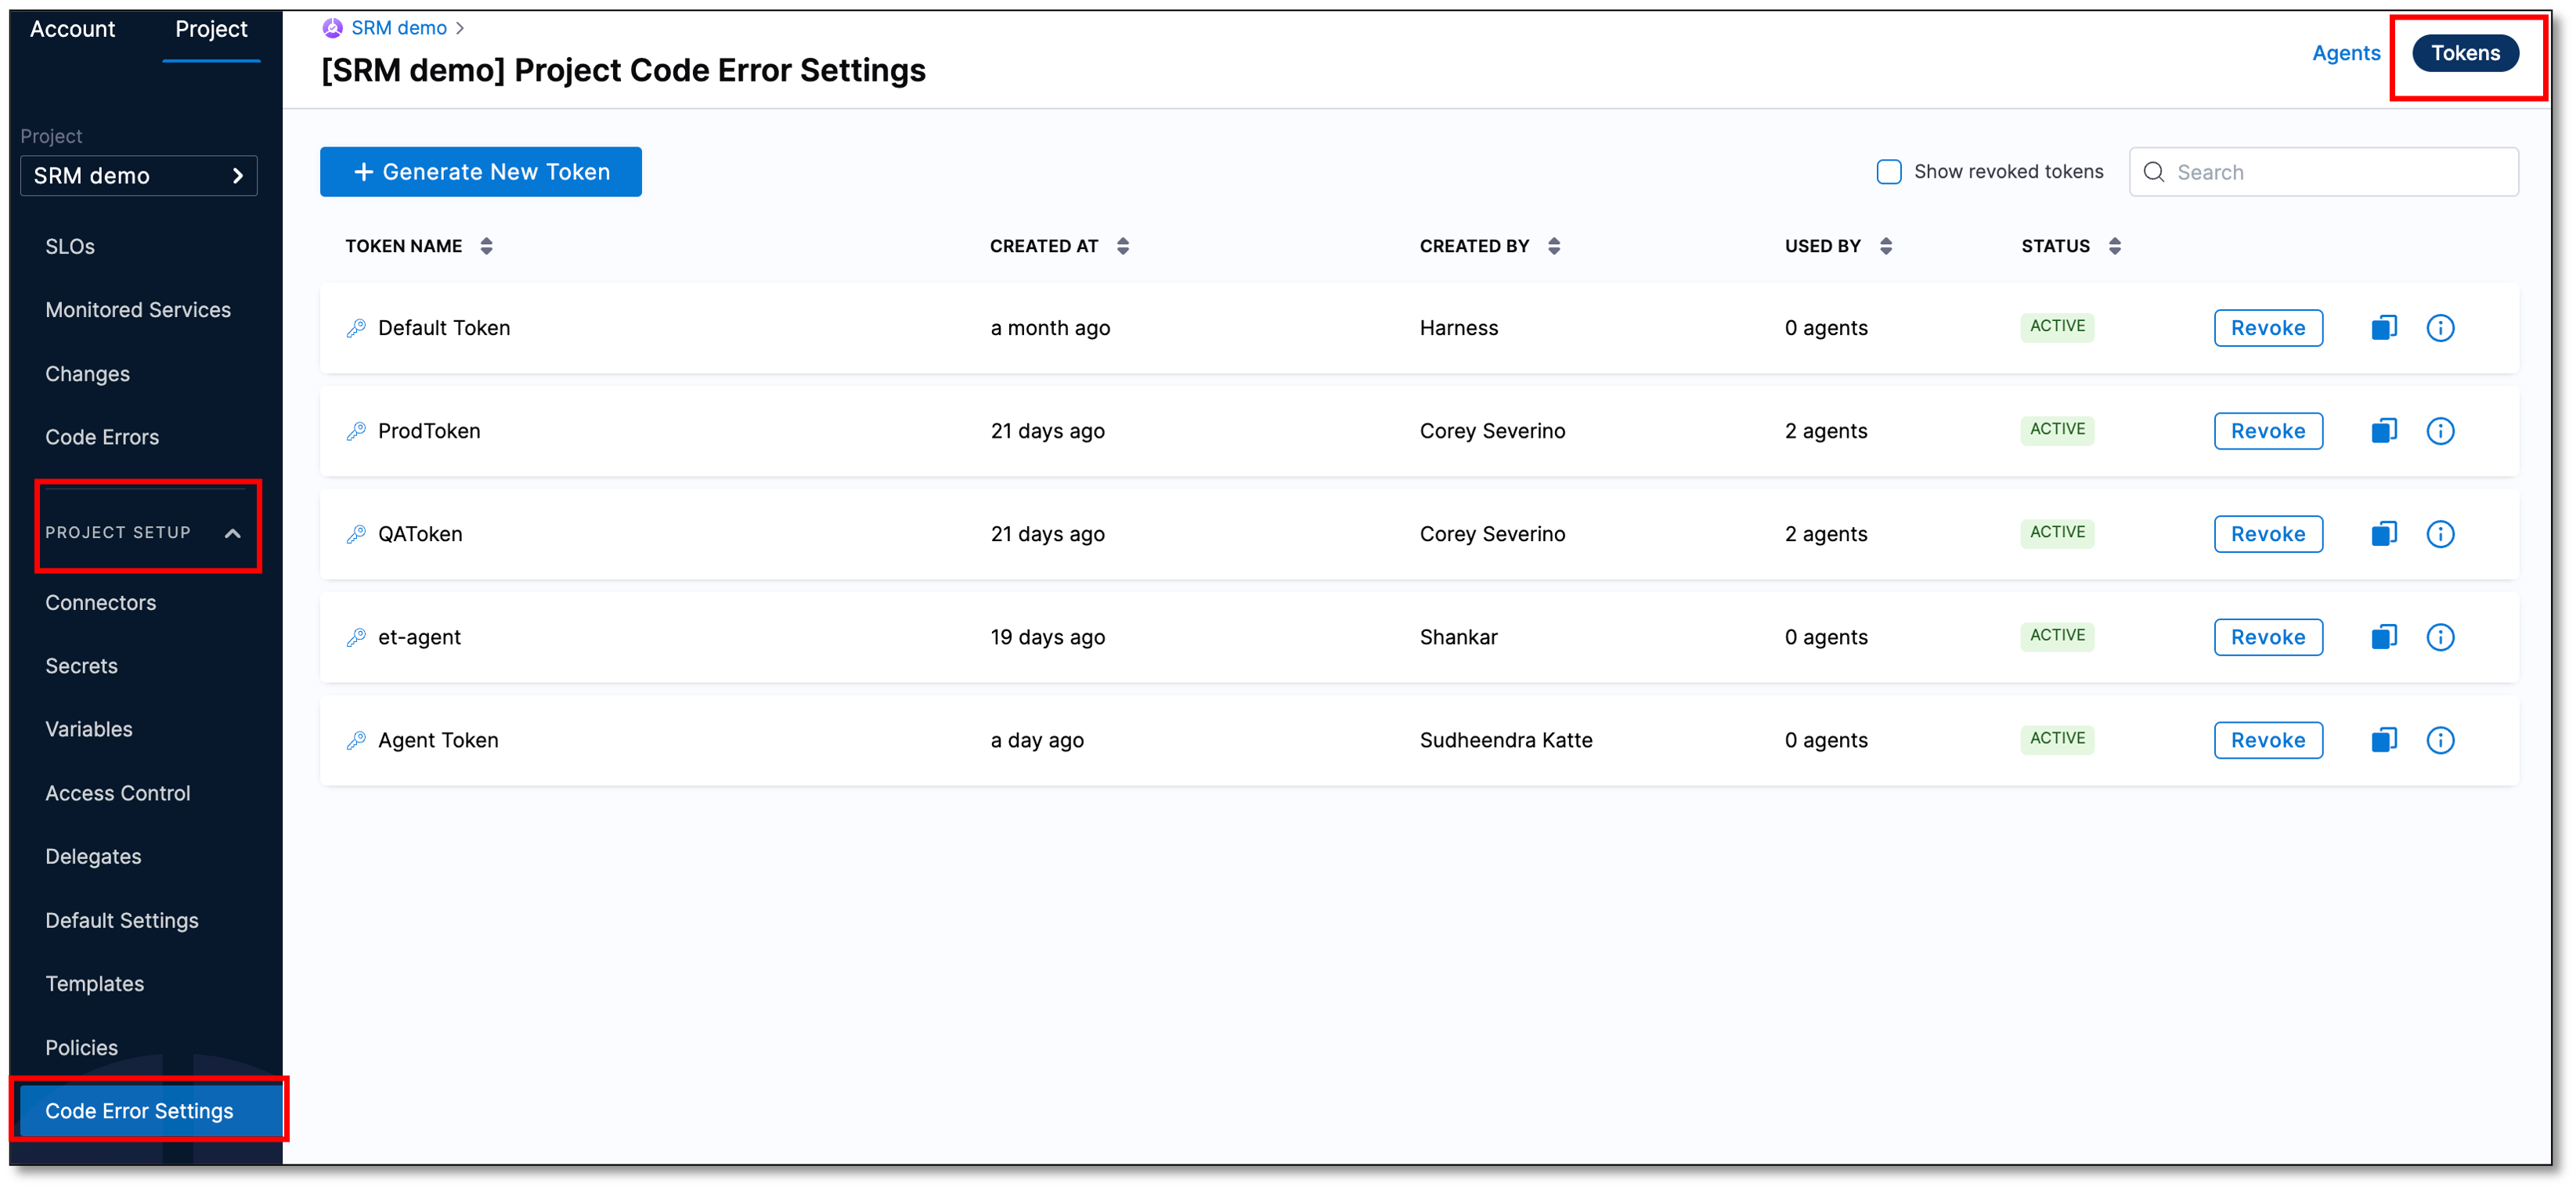 Account Project
Project
SRM demo
SLOs
Monitored Services
Changes
Code Errors
PROJECT SETUP
Connectors
Secrets
Variables
Access Control
Delegates
Default Settings
Templates
Policies
Code Error Settings
SRM demo
[SRM demo] Project Code Error Settings
Agents Tokens
+ Generate New Token Show revoked tokens Search
TOKEN NAME CREATED AT CREATED BY USED BY STATUS
Default Token a month ago Harness 0 agents ACTIVE Revoke
ProdToken 21 days ago Corey Severino 2 agents ACTIVE Revoke
QAToken 21 days ago Corey Severino 2 agents ACTIVE Revoke
et-agent 19 days ago Shankar 0 agents ACTIVE Revoke
Agent Token a day ago Sudheendra Katte 0 agents ACTIVE Revoke